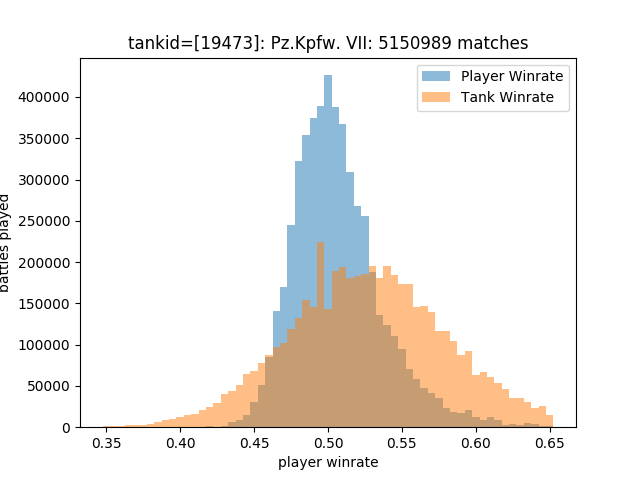 tankid=[19473]: Pz.Kpfw. VII: 5150989 matches
Player Winrate
Tank Winrate
400000
350000
300000
250000
200000
150000
100000
50000
0
battles played
0.35 0.40 0.45 0.50 0.55 0.60 0.65
player winrate